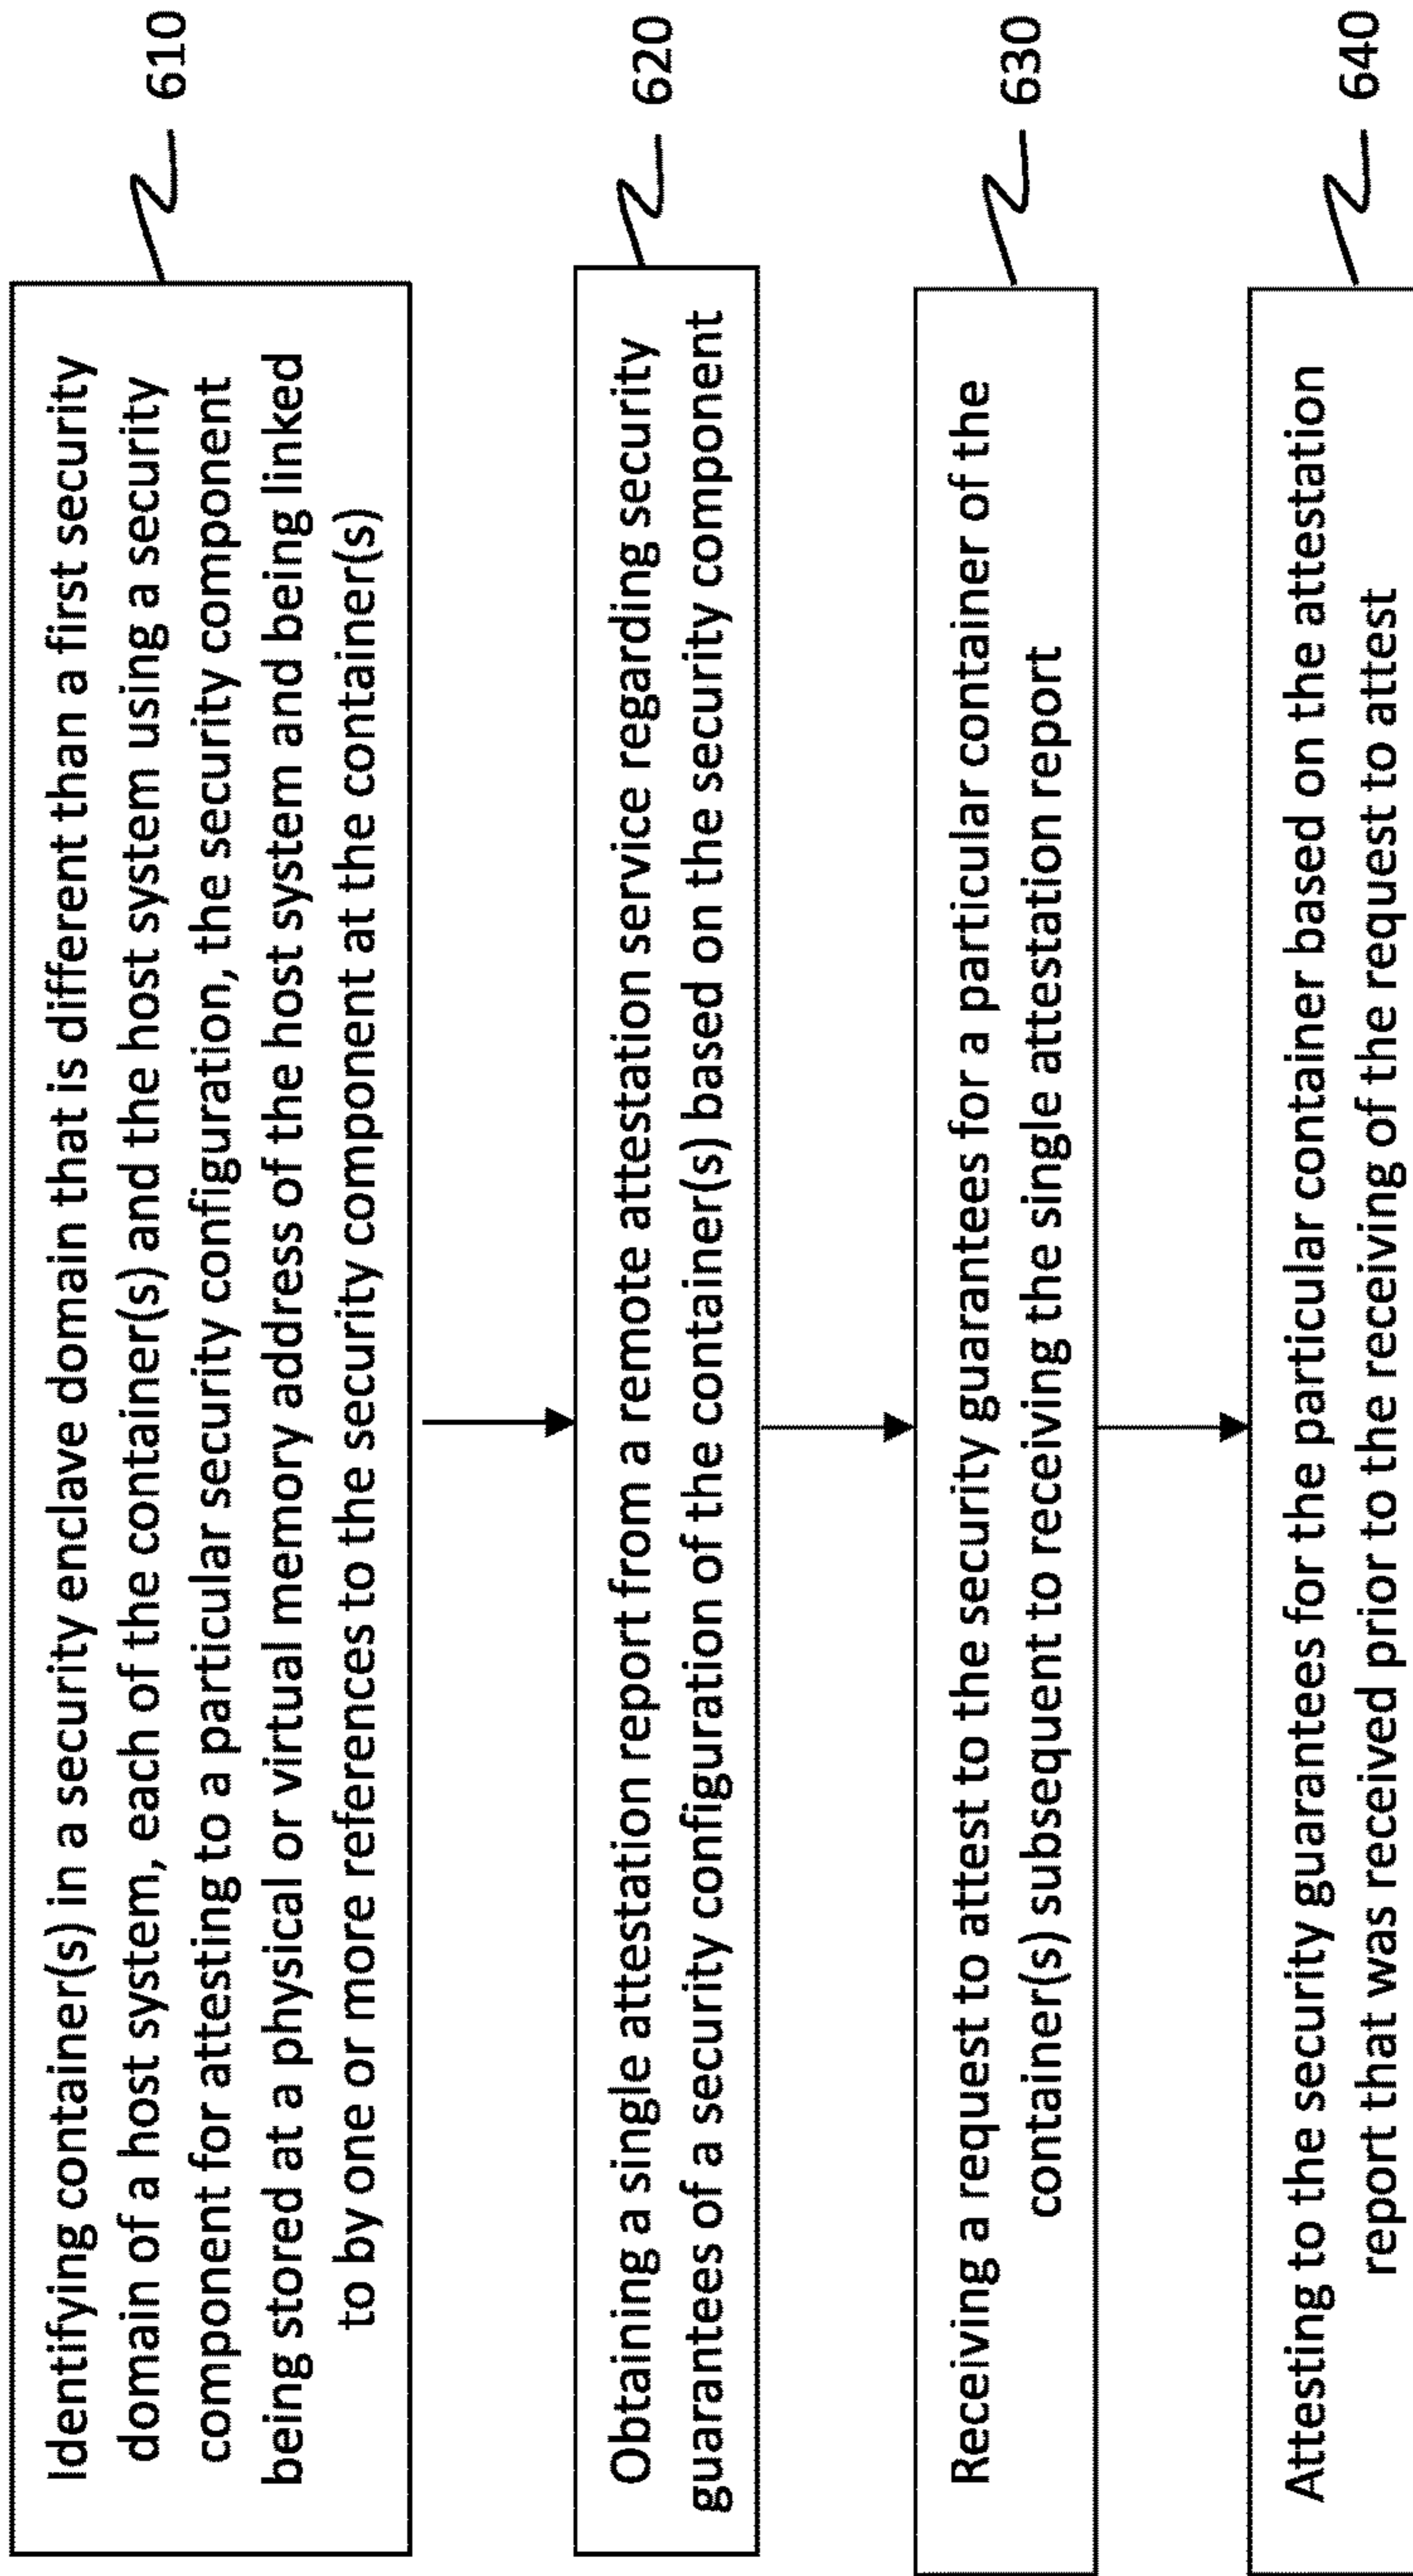 Identifying container(s) in a security enclave domain that is different than a first security
domain of a host system, each of the container(s) and the host system using a security
component for attesting to a particular security configuration, the security component
being stored at a physical or virtual memory address of the host system and being linked
to by one or more references to the security component at the container(s)
610
Obtaining a single attestation report from a remote attestation service regarding security
guarantees of a security configuration of the container(s) based on the security component
620
Receiving a request to attest to the security guarantees for a particular container of the
container(s) subsequent to receiving the single attestation report
630
Attesting to the security guarantees for the particular container based on the attestation
report that was received prior to the receiving of the request to attest
640